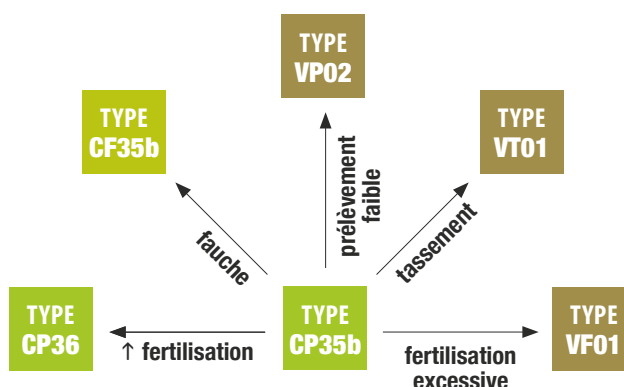 TYPE
VP02
TYPE
CF35b
TYPE
VT01
prélèvement
faible
fauche
tassement
TYPE
CP36
↑ fertilisation
TYPE
CP35b
fertilisation
excessive
TYPE
VF01